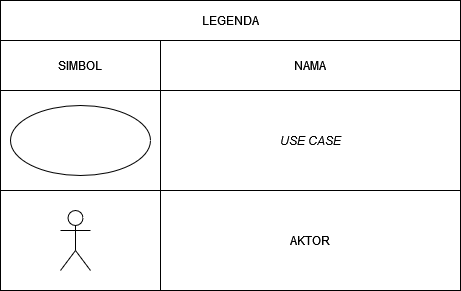 LEGENDA
SIMBOL
NAMA
USE CASE
AKTOR